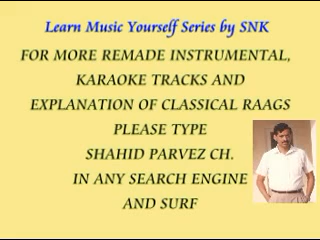 Learn Music Yourself Series by SNK
FOR MORE REMADE INSTRUMENTAL,
KARAOKE TRACKS AND
EXPLANATION OF CLASSICAL RAAGS
PLEASE TYPE
SHAHID PARVEZ CH.
IN ANY SEARCH ENGINE
AND SURF